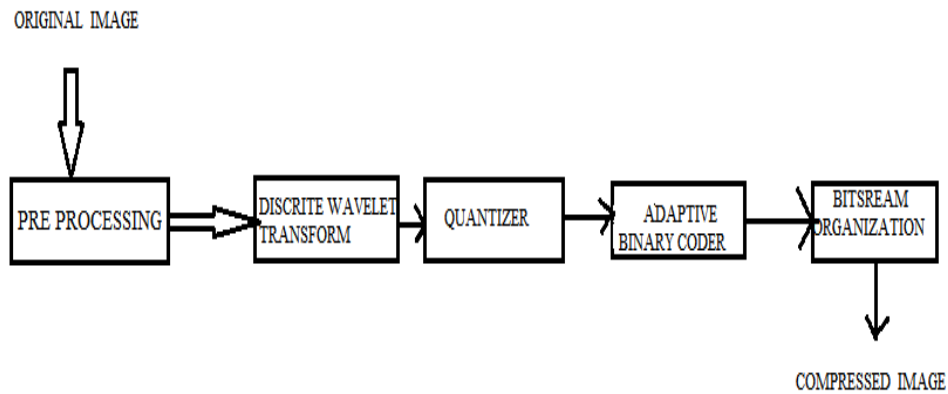 ORIGINAL IMAGE
PRE PROCESSING
DISCRITE WAVELET
TRANSFORM
QUANTIZER
ADAPTIVE
BINARY CODER
BITSREAM
ORGANIZATION
COMPRESSED IMAGE